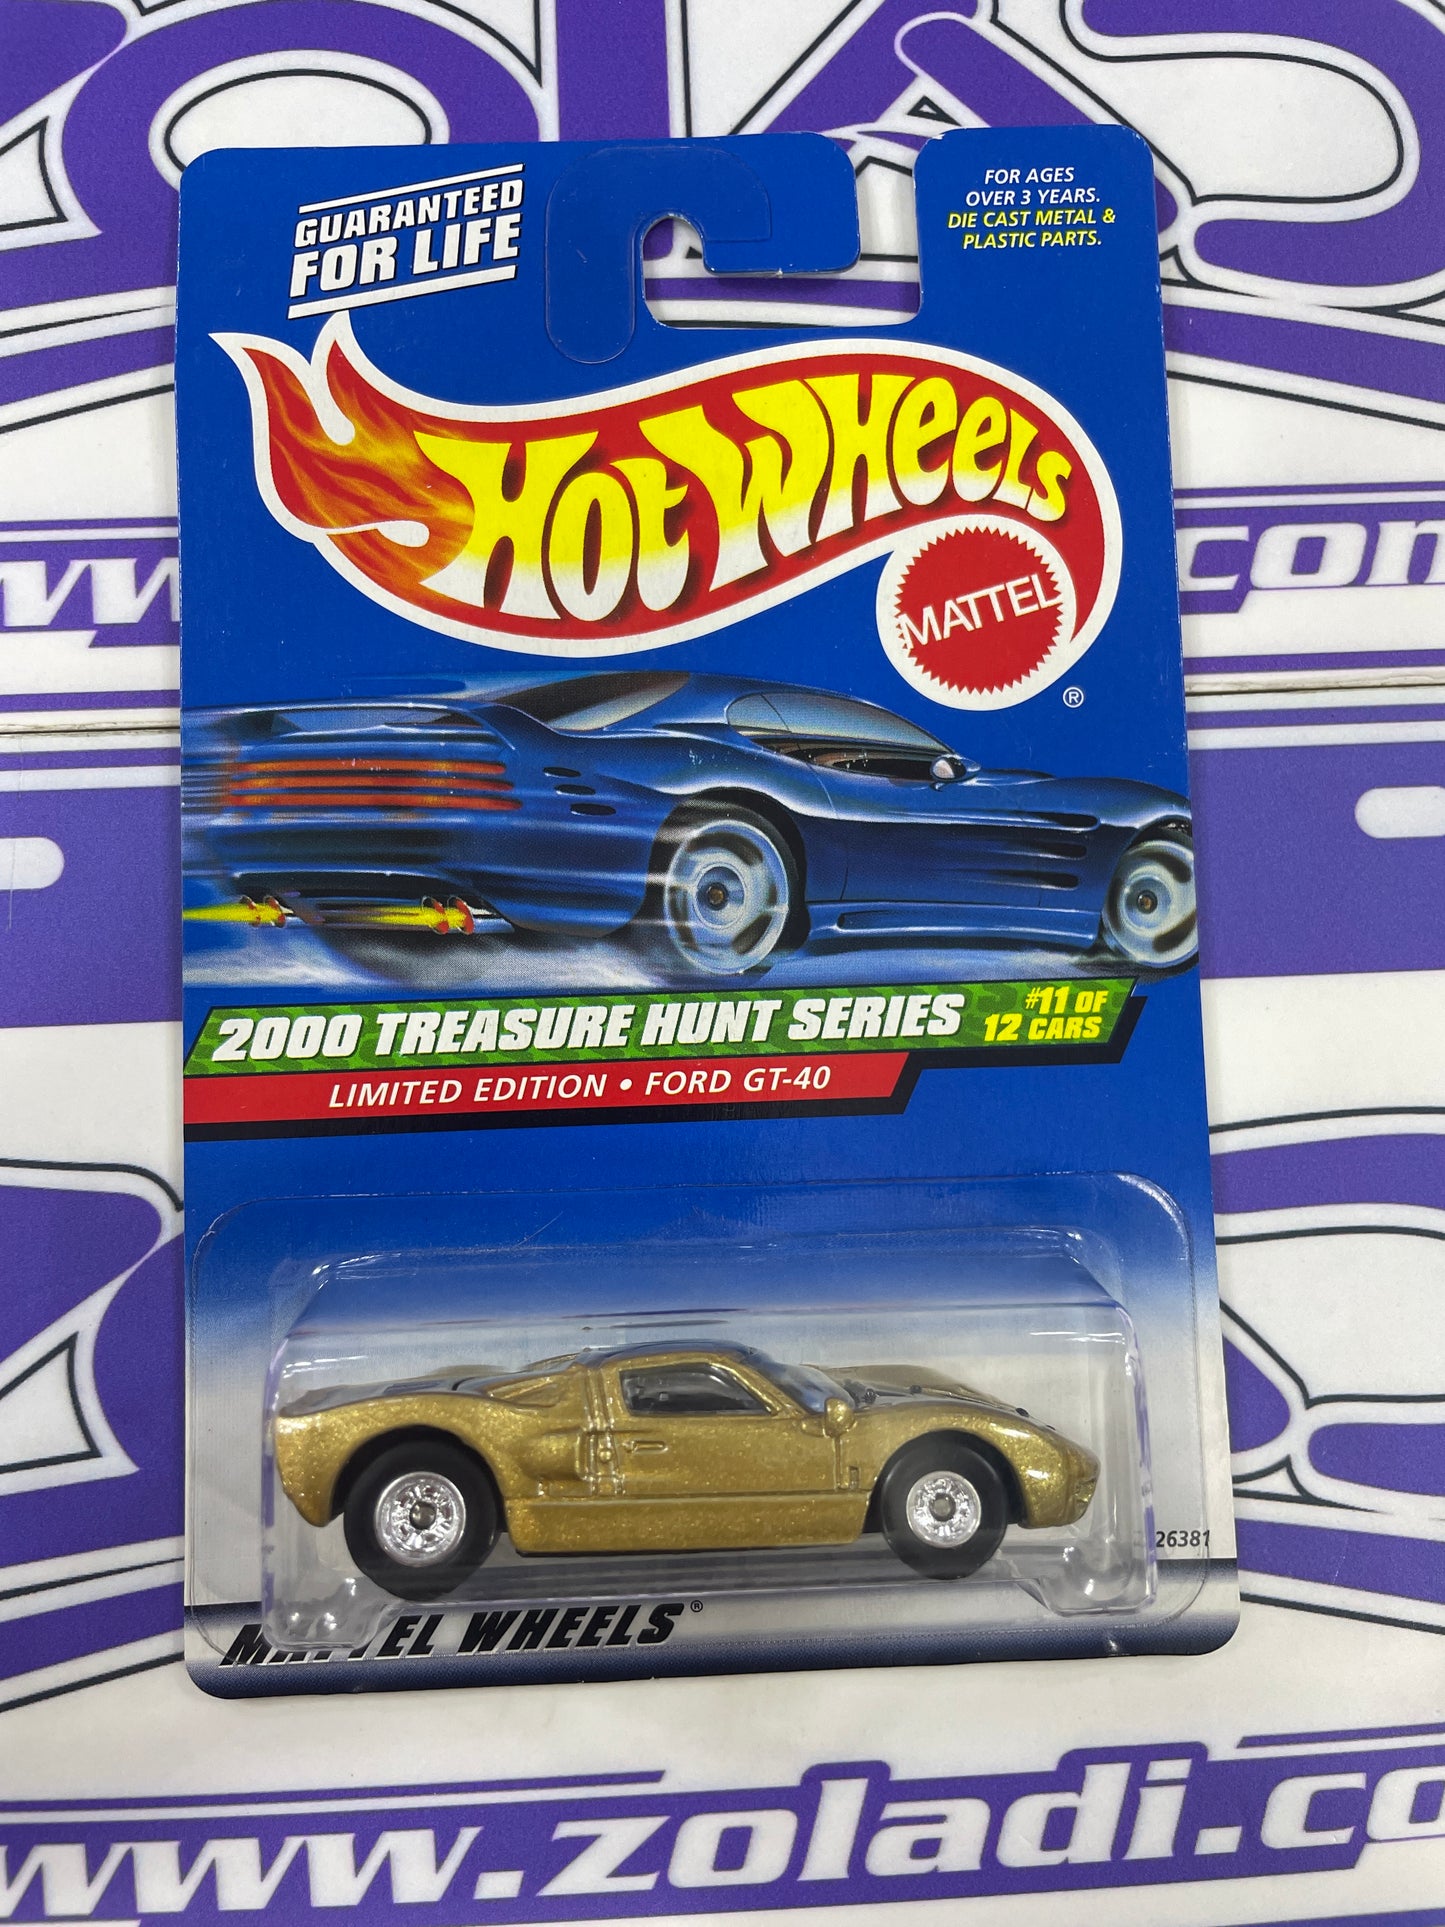 GUARANTEED
FOR LIFE
FOR AGES
OVER 3 YEARS.
DIE CAST METAL &
PLASTIC PARTS.
HOT WHEELS
MATTEL
®
2000 TREASURE HUNT SERIES
#11 OF
12 CARS
LIMITED EDITION • FORD GT-40
26381
MATTEL WHEELS®
www.zoladi.co